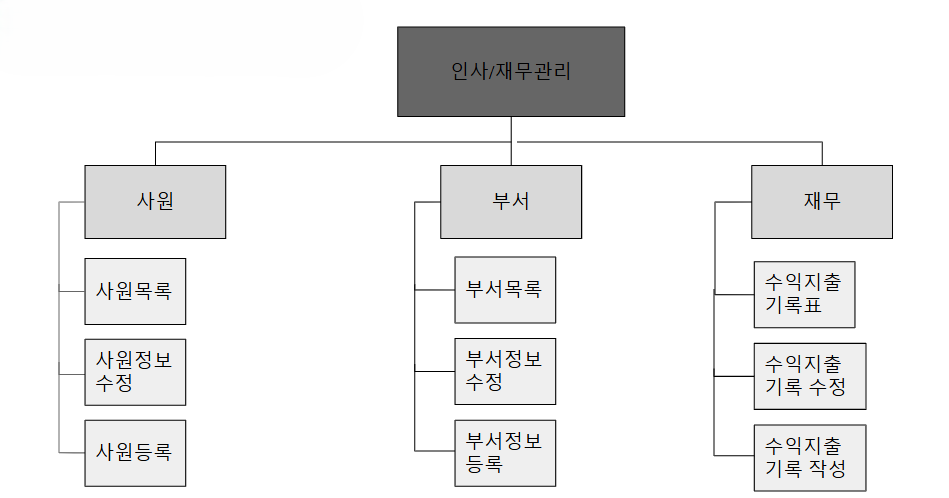 인사/재무관리
사원
부서
재무
사원목록
부서목록
수익지출
기록표
사원정보
수정
부서정보
수정
수익지출
기록 수정
사원등록
부서정보
등록
수익지출
기록 작성